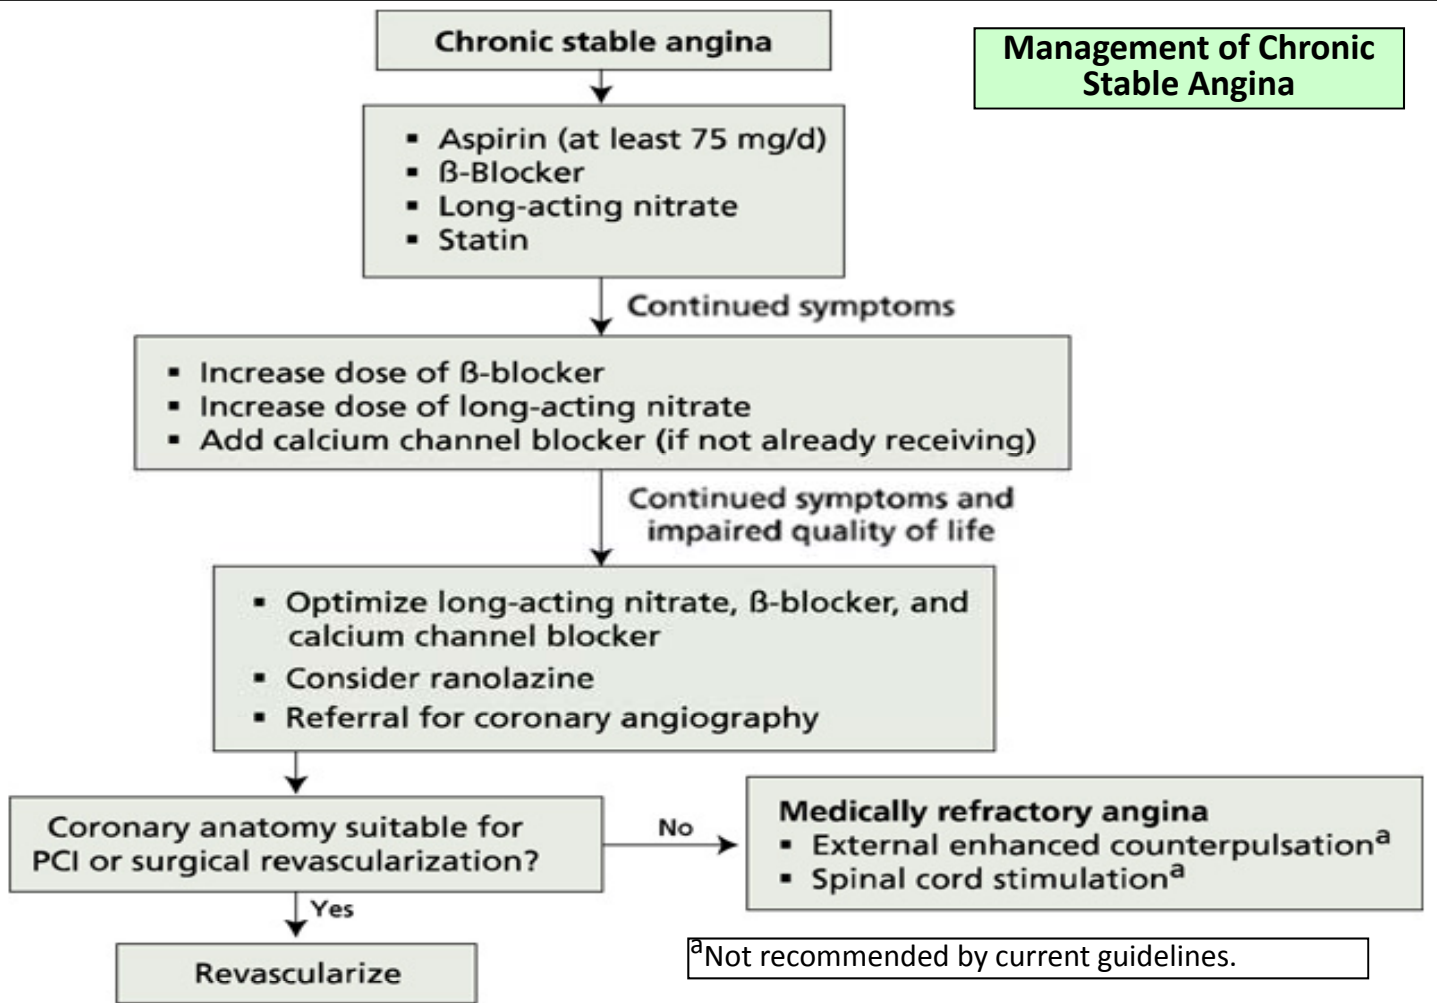 Chronic stable angina
Management of Chronic
Stable Angina
▪ Aspirin (at least 75 mg/d)
▪ ß-Blocker
▪ Long-acting nitrate
▪ Statin
Continued symptoms
▪ Increase dose of ß-blocker
▪ Increase dose of long-acting nitrate
▪ Add calcium channel blocker (if not already receiving)
Continued symptoms and
impaired quality of life
▪ Optimize long-acting nitrate, ß-blocker, and
calcium channel blocker
▪ Consider ranolazine
▪ Referral for coronary angiography
Coronary anatomy suitable for
PCI or surgical revascularization?
No
Medically refractory angina
▪ External enhanced counterpulsationᵃ
▪ Spinal cord stimulationᵃ
Yes
Revascularize
ᵃNot recommended by current guidelines.